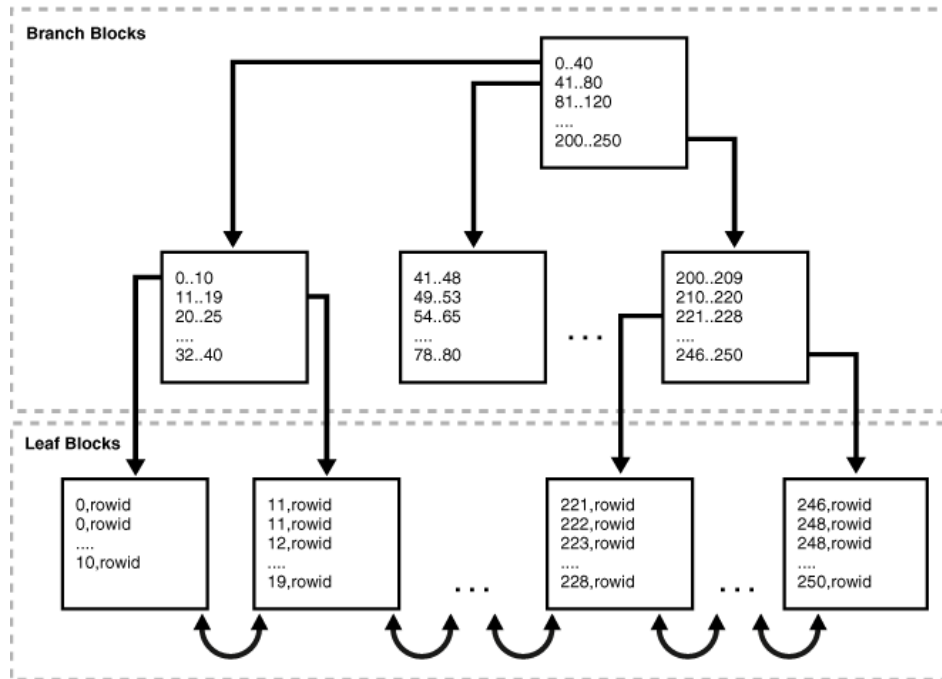 Branch Blocks
0..40
41..80
81..120
....
200..250
0..10
11..19
20..25
....
32..40
41..48
49..53
54..65
....
78..80
...
200..209
210..220
221..228
....
246..250
Leaf Blocks
0,rowid
0,rowid
....
10,rowid
11,rowid
11,rowid
12,rowid
....
19,rowid
...
221,rowid
222,rowid
223,rowid
....
228,rowid
...
246,rowid
248,rowid
248,rowid
....
250,rowid